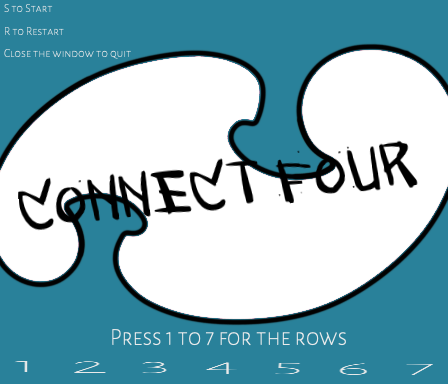 S to Start
R to Restart
Close the window to quit
CONNECT FOUR
Press 1 to 7 for the rows
1 2 3 4 5 6 7